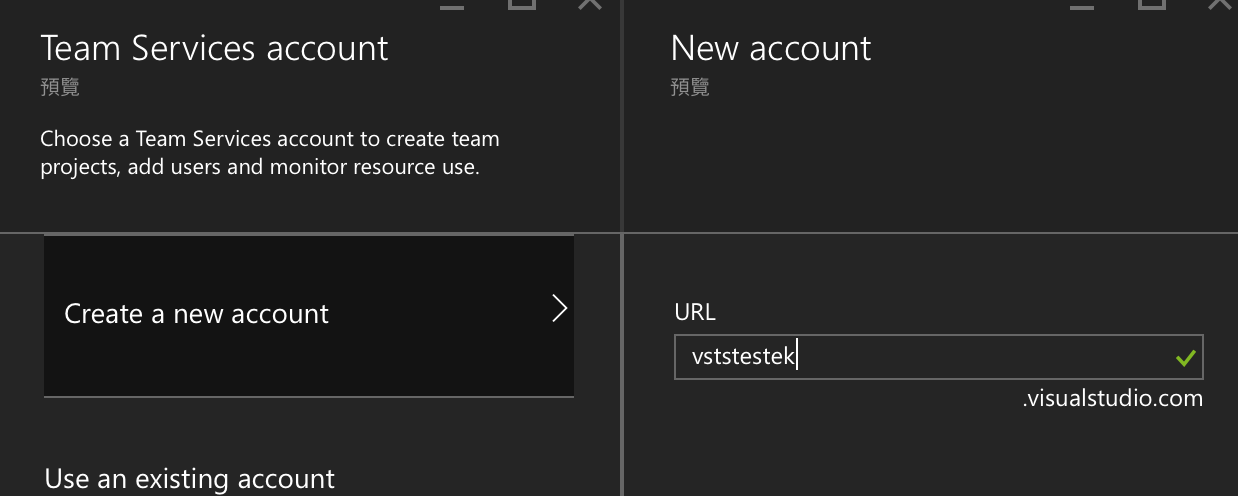 Team Services account
預覽
Choose a Team Services account to create team
projects, add users and monitor resource use.
Create a new account
Use an existing account
New account
預覽
URL
vststestek
.visualstudio.com